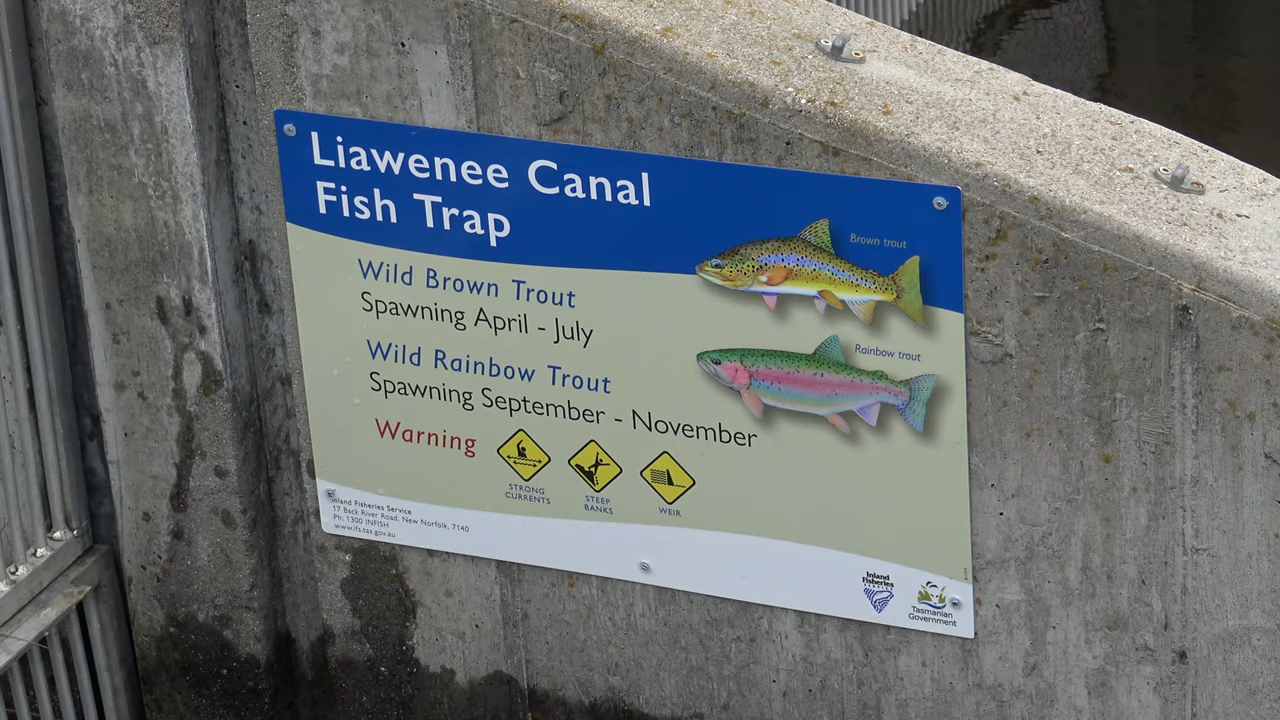 Liawenee Canal
Fish Trap
Brown trout
Wild Brown Trout
Spawning April - July
Rainbow trout
Wild Rainbow Trout
Spawning September - November
Warning
STRONG
CURRENTS
STEEP
BANKS
WEIR
Inland Fisheries Service
17 Back River Road, New Norfolk, 7140
Ph: 1300 INFISH
www.ifs.tas.gov.au
Inland
Fisheries
SERVICE
Tasmanian
Government